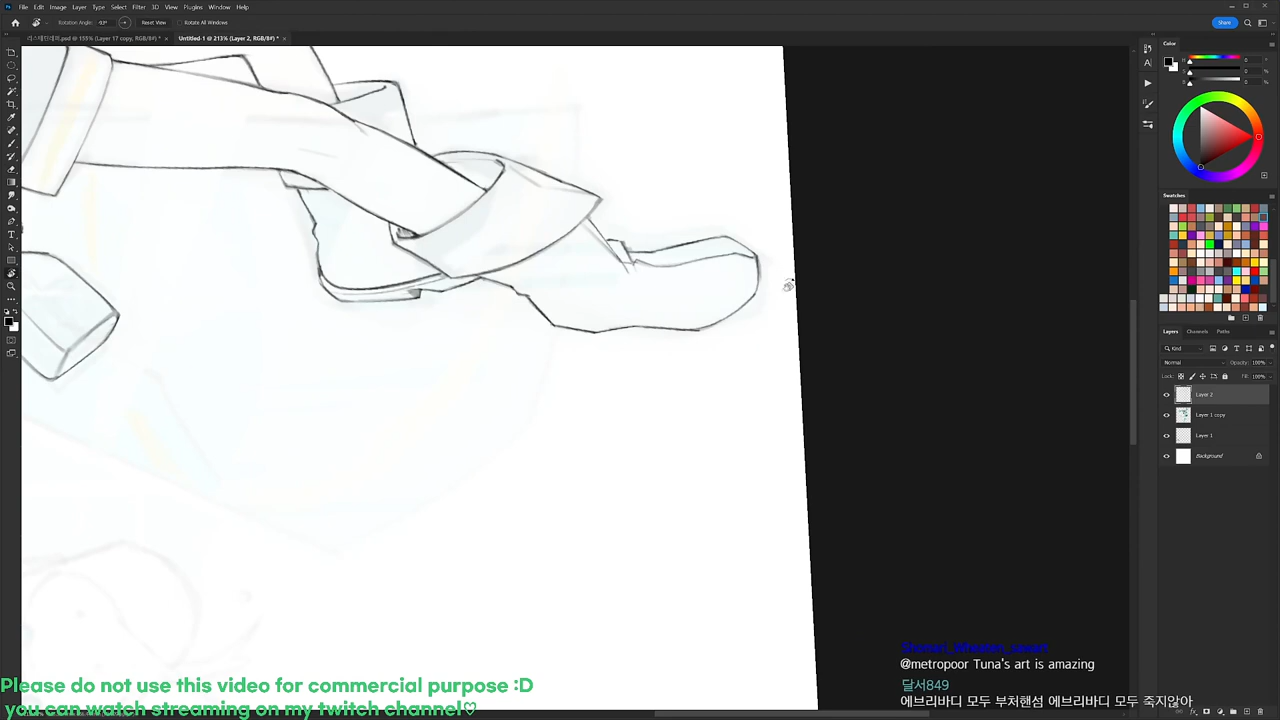 File Edit Image Layer Type Select Filter 3D View Plugins Window Help
Rotation Angle: Reset View Rotate All Windows Share
Untitled-1 @ 213% (Layer 2, RGB/8#) *
Color
Swatches
Layers Channels Paths
Kind
Normal Opacity: 100%
Lock: Fill: 100%
Layer 2
Layer 1 copy
Layer 1
Background
@metropoor Tuna's art is amazing
달서849
에브리바디 모두 부처핸섬 에브리바디 모두 죽지않아
Please do not use this video for commercial purpose :D
you can watch streaming on my twitch channel♡